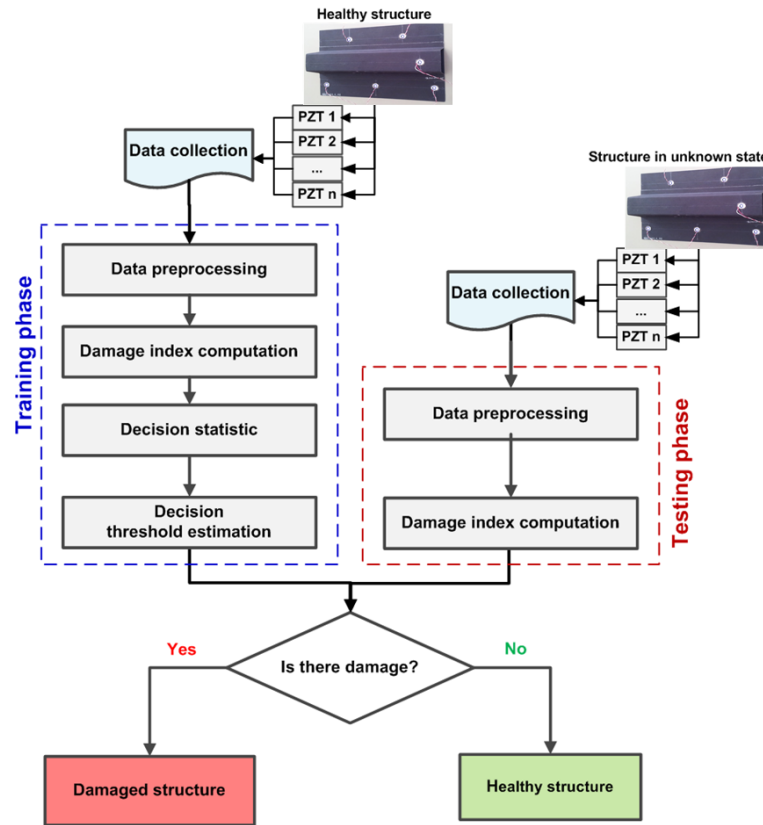 Healthy structure
PZT 1
PZT 2
...
PZT n
Data collection
Structure in unknown state
PZT 1
PZT 2
...
PZT n
Data collection
Training phase
Data preprocessing
Damage index computation
Decision statistic
Decision
threshold estimation
Data preprocessing
Damage index computation
Testing phase
Is there damage?
Yes
No
Damaged structure
Healthy structure